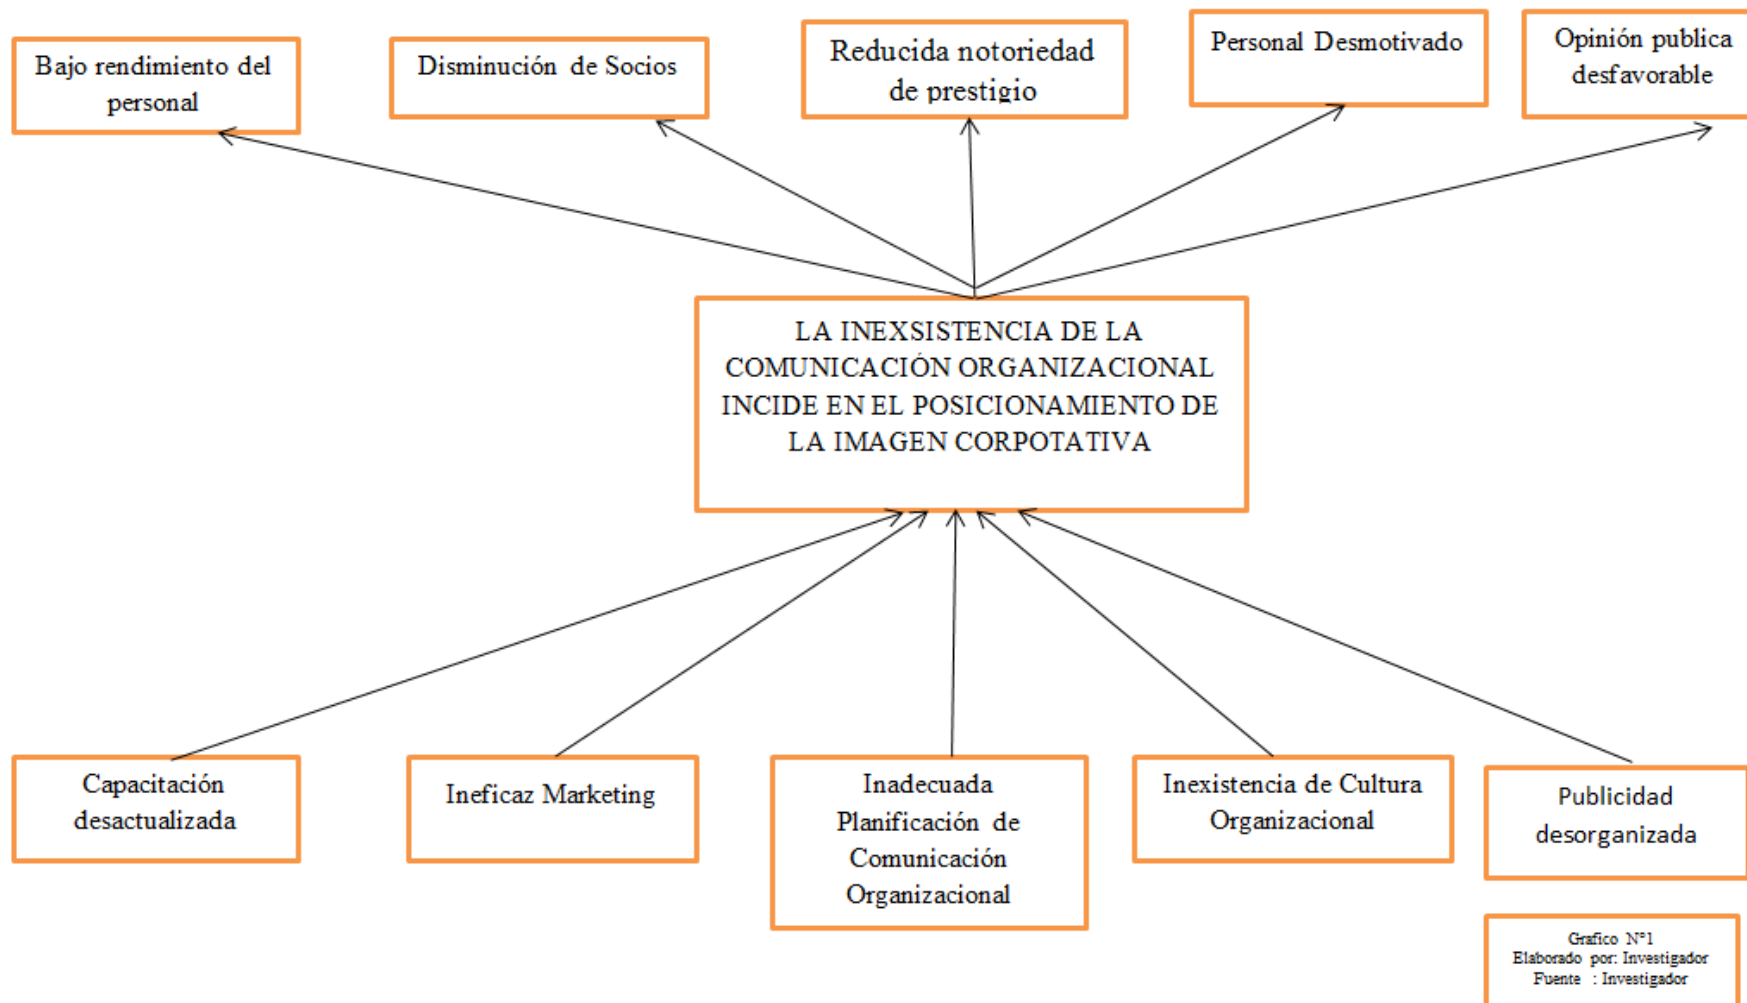 Bajo rendimiento del
personal
Disminución de Socios
Reducida notoriedad
de prestigio
Personal Desmotivado
Opinión publica
desfavorable
LA INEXSISTENCIA DE LA
COMUNICACIÓN ORGANIZACIONAL
INCIDE EN EL POSICIONAMIENTO DE
LA IMAGEN CORPOTATIVA
Capacitación
desactualizada
Ineficaz Marketing
Inadecuada
Planificación de
Comunicación
Organizacional
Inexistencia de Cultura
Organizacional
Publicidad
desorganizada
Grafico N°1
Elaborado por: Investigador
Fuente : Investigador